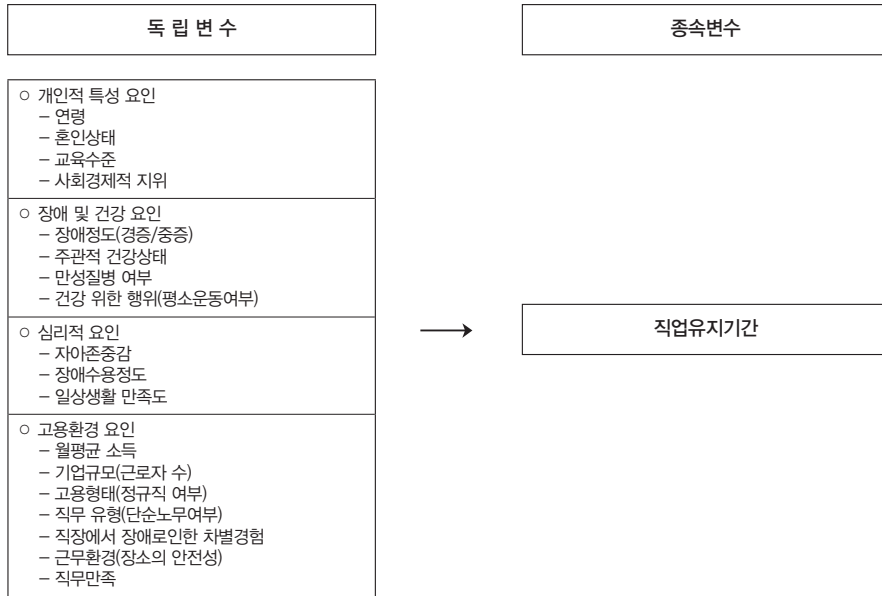 독 립 변 수
종속변수
○ 개인적 특성 요인
– 연령
– 혼인상태
– 교육수준
– 사회경제적 지위
○ 장애 및 건강 요인
– 장애정도(경증/중증)
– 주관적 건강상태
– 만성질병 여부
– 건강 위한 행위(평소운동여부)
○ 심리적 요인
– 자아존중감
– 장애수용정도
– 일상생활 만족도
직업유지기간
○ 고용환경 요인
– 월평균 소득
– 기업규모(근로자 수)
– 고용형태(정규직 여부)
– 직무 유형(단순노무여부)
– 직장에서 장애로인한 차별경험
– 근무환경(장소의 안전성)
– 직무만족